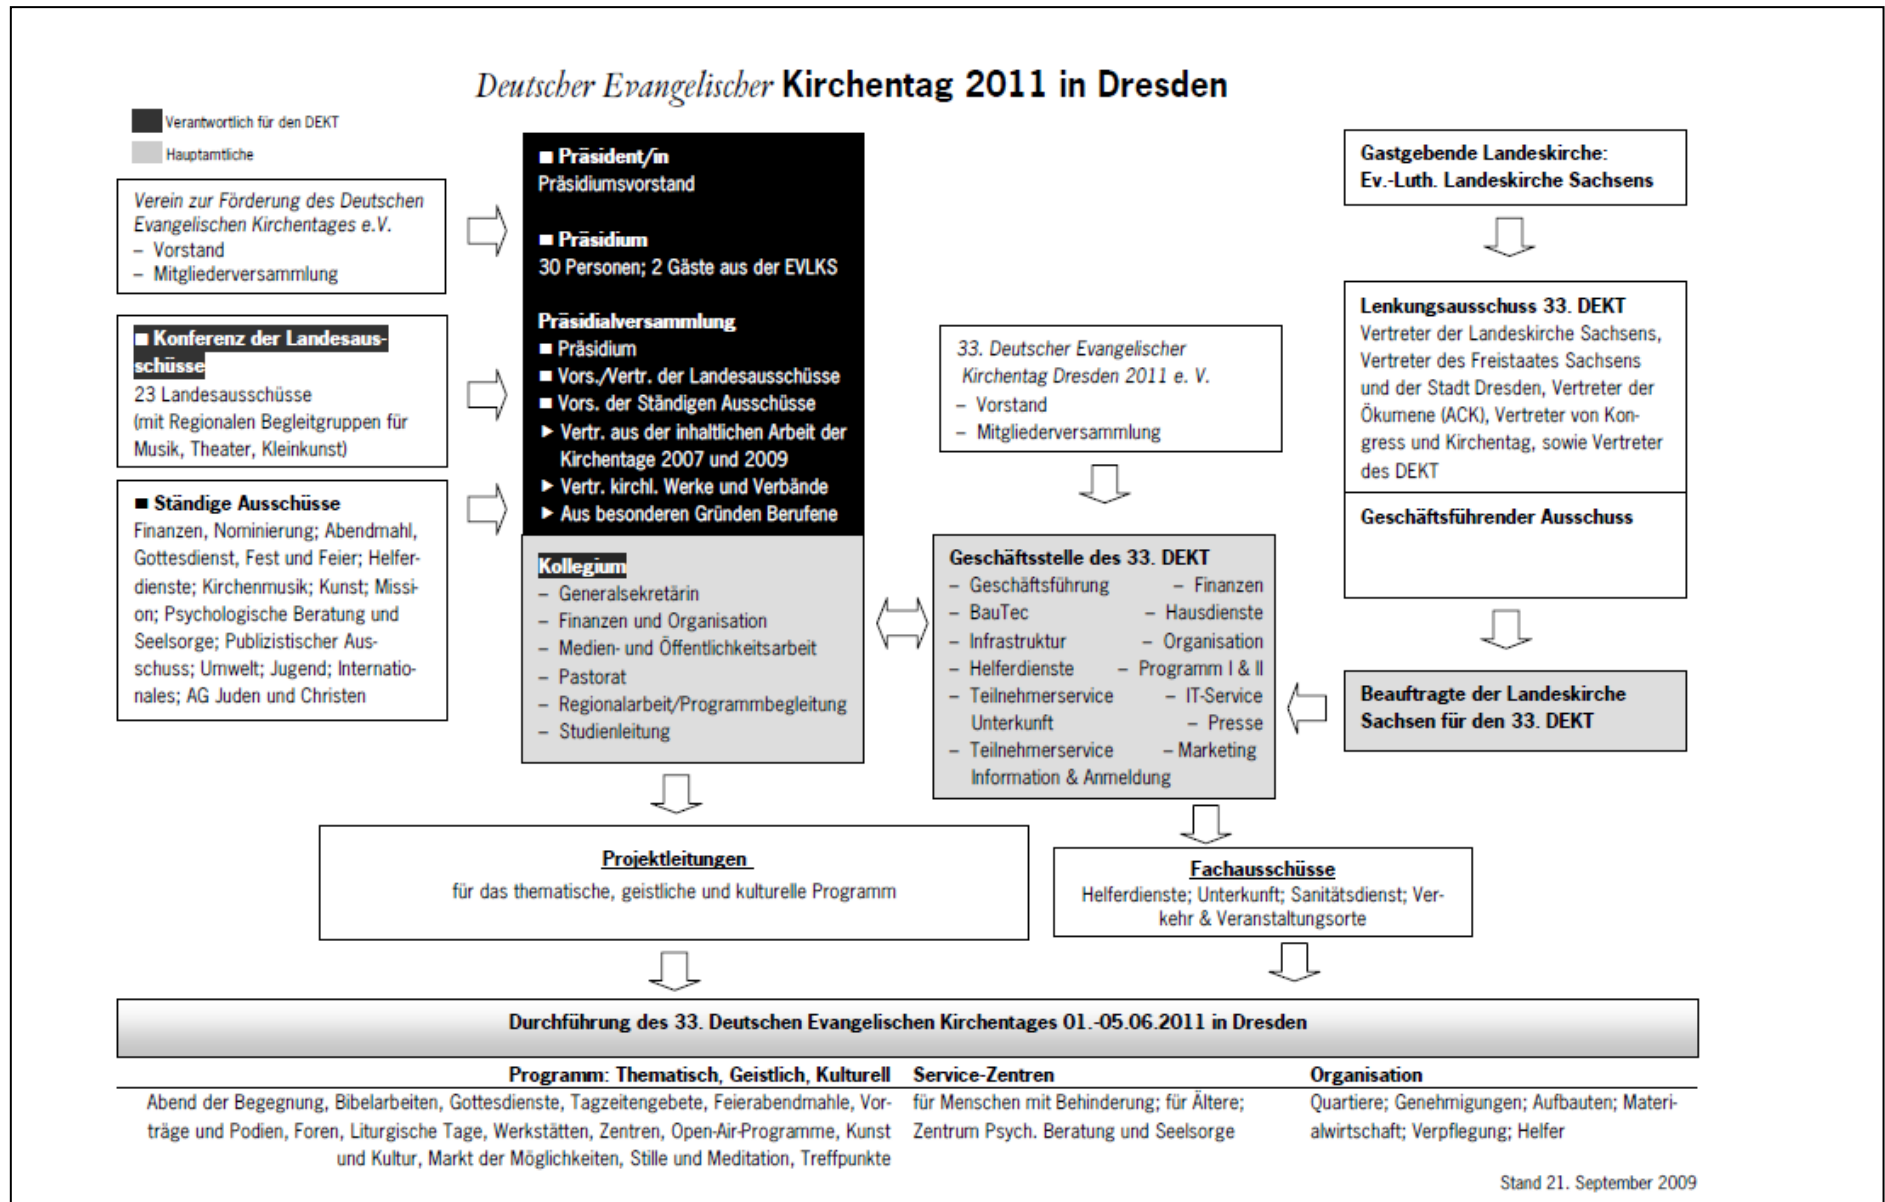 Deutscher Evangelischer Kirchentag 2011 in Dresden
Verantwortlich für den DEKT
Hauptamtliche
Verein zur Förderung des Deutschen
Evangelischen Kirchentages e.V.
– Vorstand
– Mitgliederversammlung
■ Konferenz der Landesaus-
schüsse
23 Landesausschüsse
(mit Regionalen Begleitgruppen für
Musik, Theater, Kleinkunst)
■ Ständige Ausschüsse
Finanzen, Nominierung; Abendmahl,
Gottesdienst, Fest und Feier; Helfer-
dienste; Kirchenmusik; Kunst; Missi-
on; Psychologische Beratung und
Seelsorge; Publizistischer Aus-
schuss; Umwelt; Jugend; Internatio-
nales; AG Juden und Christen
■ Präsident/in
Präsidiumsvorstand
■ Präsidium
30 Personen; 2 Gäste aus der EVLKS
Präsidialversammlung
■ Präsidium
■ Vors./Vertr. der Landesausschüsse
■ Vors. der Ständigen Ausschüsse
► Vertr. aus der inhaltlichen Arbeit der
Kirchentage 2007 und 2009
► Vertr. kirchl. Werke und Verbände
► Aus besonderen Gründen Berufene
Kollegium
– Generalsekretärin
– Finanzen und Organisation
– Medien- und Öffentlichkeitsarbeit
– Pastorat
– Regionalarbeit/Programmbegleitung
– Studienleitung
33. Deutscher Evangelischer
Kirchentag Dresden 2011 e. V.
– Vorstand
– Mitgliederversammlung
Geschäftsstelle des 33. DEKT
– Geschäftsführung – Finanzen
– BauTec – Hausdienste
– Infrastruktur – Organisation
– Helferdienste – Programm I & II
– Teilnehmerservice – IT-Service
Unterkunft – Presse
– Teilnehmerservice – Marketing
Information & Anmeldung
Gastgebende Landeskirche:
Ev.-Luth. Landeskirche Sachsens
Lenkungsausschuss 33. DEKT
Vertreter der Landeskirche Sachsens,
Vertreter des Freistaates Sachsens
und der Stadt Dresden, Vertreter der
Ökumene (ACK), Vertreter von Kon-
gress und Kirchentag, sowie Vertreter
des DEKT
Geschäftsführender Ausschuss
Beauftragte der Landeskirche
Sachsen für den 33. DEKT
Projektleitungen
für das thematische, geistliche und kulturelle Programm
Fachausschüsse
Helferdienste; Unterkunft; Sanitätsdienst; Ver-
kehr & Veranstaltungsorte
Durchführung des 33. Deutschen Evangelischen Kirchentages 01.-05.06.2011 in Dresden
Programm: Thematisch, Geistlich, Kulturell
Abend der Begegnung, Bibelarbeiten, Gottesdienste, Tagzeitengebete, Feierabendmahle, Vor-
träge und Podien, Foren, Liturgische Tage, Werkstätten, Zentren, Open-Air-Programme, Kunst
und Kultur, Markt der Möglichkeiten, Stille und Meditation, Treffpunkte
Service-Zentren
für Menschen mit Behinderung; für Ältere;
Zentrum Psych. Beratung und Seelsorge
Organisation
Quartiere; Genehmigungen; Aufbauten; Materi-
alwirtschaft; Verpflegung; Helfer
Stand 21. September 2009